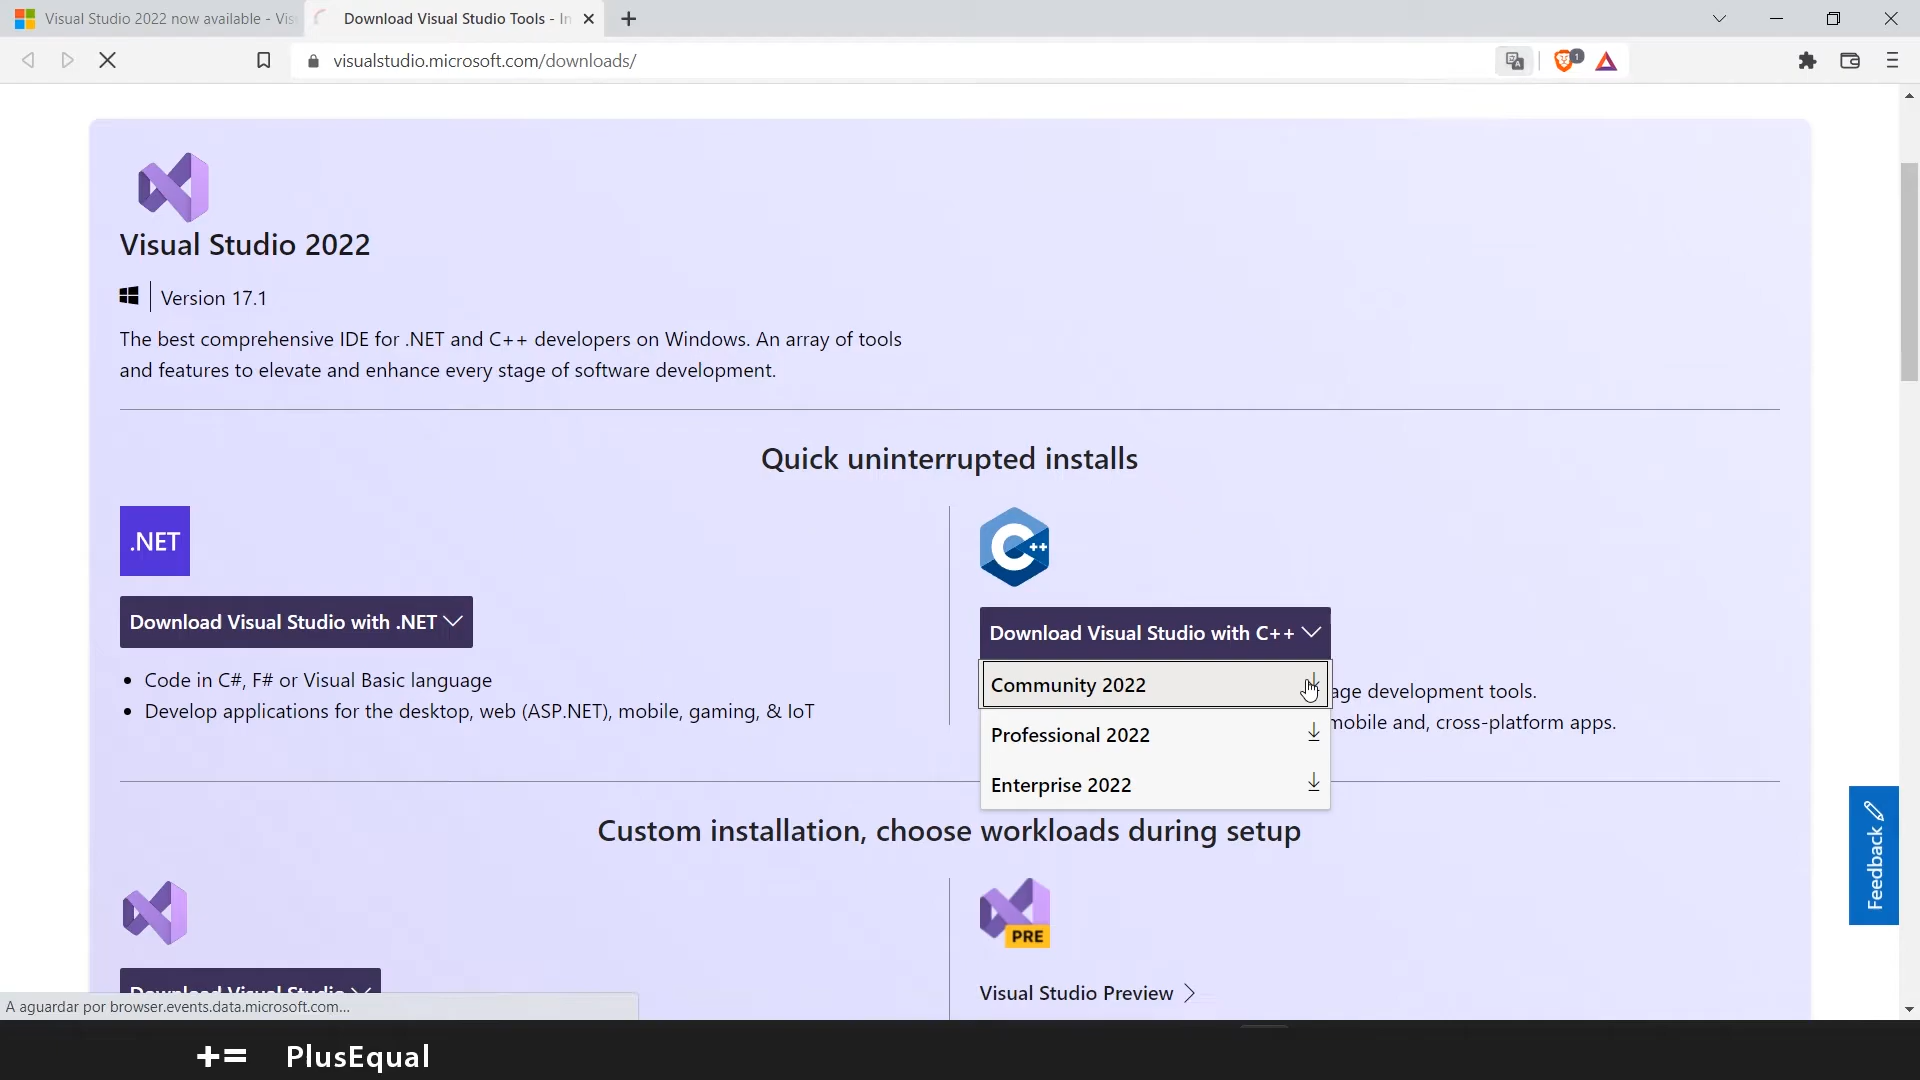 Visual Studio 2022 now available - Vis
Download Visual Studio Tools - In
visualstudio.microsoft.com/downloads/
1
Visual Studio 2022
Version 17.1
The best comprehensive IDE for .NET and C++ developers on Windows. An array of tools
and features to elevate and enhance every stage of software development.
Quick uninterrupted installs
.NET
Download Visual Studio with .NET
• Code in C#, F# or Visual Basic language
• Develop applications for the desktop, web (ASP.NET), mobile, gaming, & IoT
C++
Download Visual Studio with C++
Community 2022
Professional 2022
Enterprise 2022
age development tools.
mobile and, cross-platform apps.
Custom installation, choose workloads during setup
Download Visual Studio
PRE
Visual Studio Preview
Feedback
A aguardar por browser.events.data.microsoft.com...
+= PlusEqual